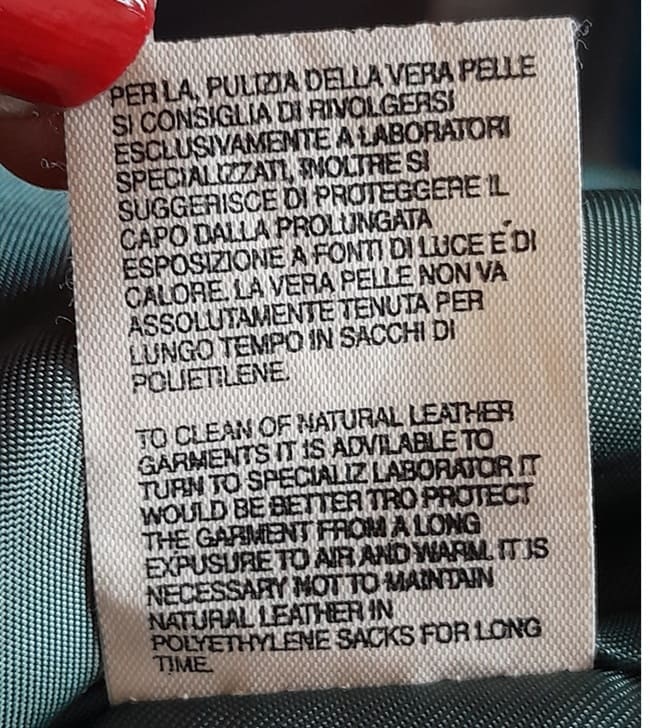 PER LA, PULIZIA DELLA VERA PELLE
SI CONSIGLIA DI RIVOLGERSI
ESCLUSIVAMENTE A LABORATORI
SPECIALIZZATI, INOLTRE SI
SUGGERISCE DI PROTEGGERE IL
CAPO DALLA PROLUNGATA
ESPOSIZIONE A FONTI DI LUCE E DI
CALORE. LA VERA PELLE NON VA
ASSOLUTAMENTE TENUTA PER
LUNGO TEMPO IN SACCHI DI
POLIETILENE.
TO CLEAN OF NATURAL LEATHER
GARMENTS IT IS ADVILABLE TO
TURN TO SPECIALIZ LABORATOR IT
WOULD BE BETTER TRO PROTECT
THE GARMENT FROM A LONG
EXPUSURE TO AIR AND WARM. IT IS
NECESSARY NOT TO MAINTAIN
NATURAL LEATHER IN
POLYETHYLENE SACKS FOR LONG
TIME.